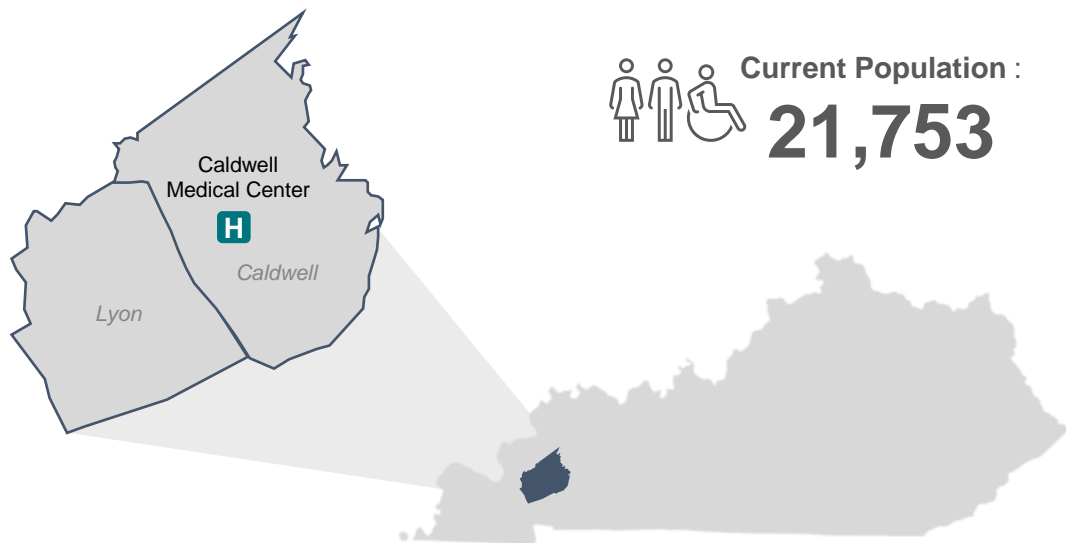 Current Population :
21,753
Caldwell
Medical Center
H
Caldwell
Lyon